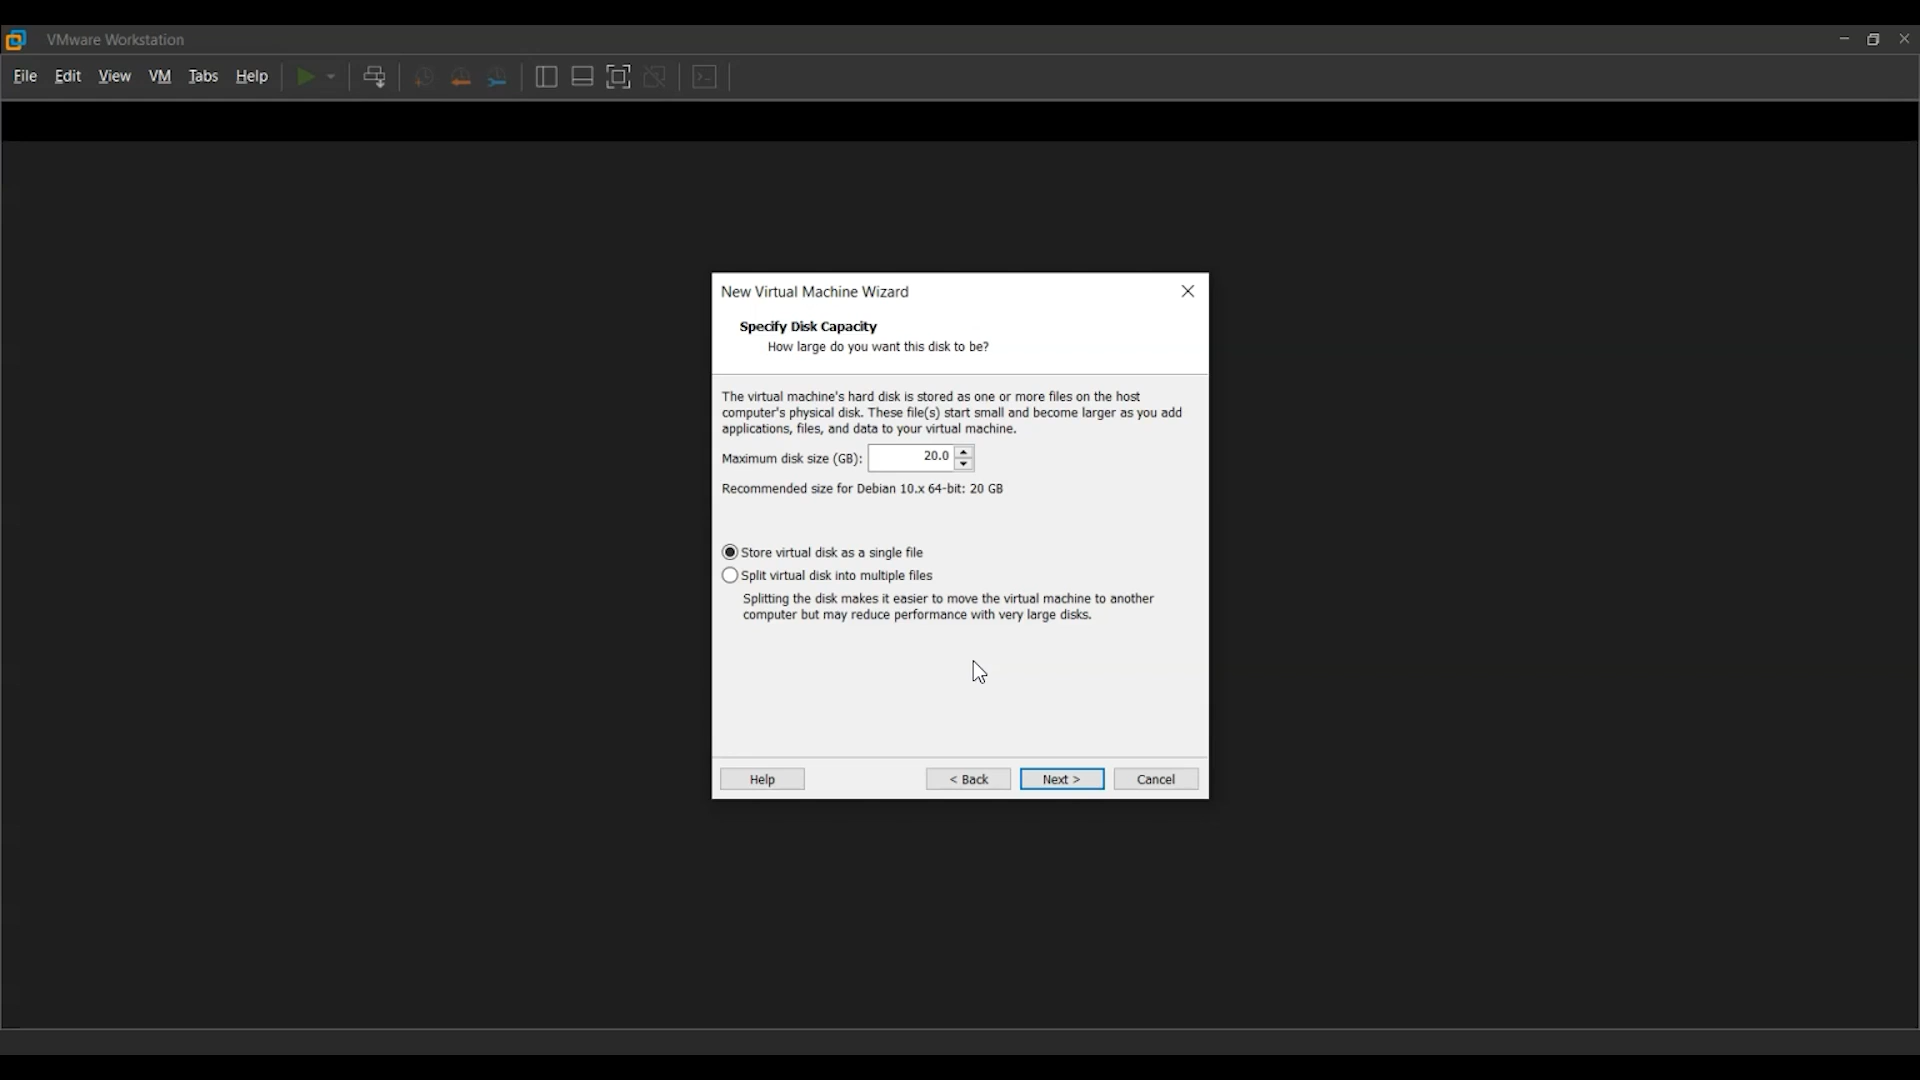 VMware Workstation
File Edit View VM Tabs Help
New Virtual Machine Wizard
Specify Disk Capacity
How large do you want this disk to be?
The virtual machine's hard disk is stored as one or more files on the host
computer's physical disk. These file(s) start small and become larger as you add
applications, files, and data to your virtual machine.
Maximum disk size (GB): 20.0
Recommended size for Debian 10.x 64-bit: 20 GB
Store virtual disk as a single file
Split virtual disk into multiple files
Splitting the disk makes it easier to move the virtual machine to another
computer but may reduce performance with very large disks.
Help < Back Next > Cancel